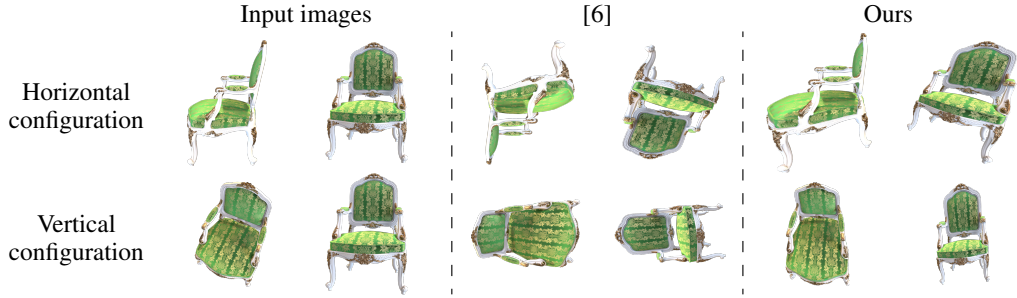 Input images
[6]
Ours
Horizontal
configuration
Vertical
configuration